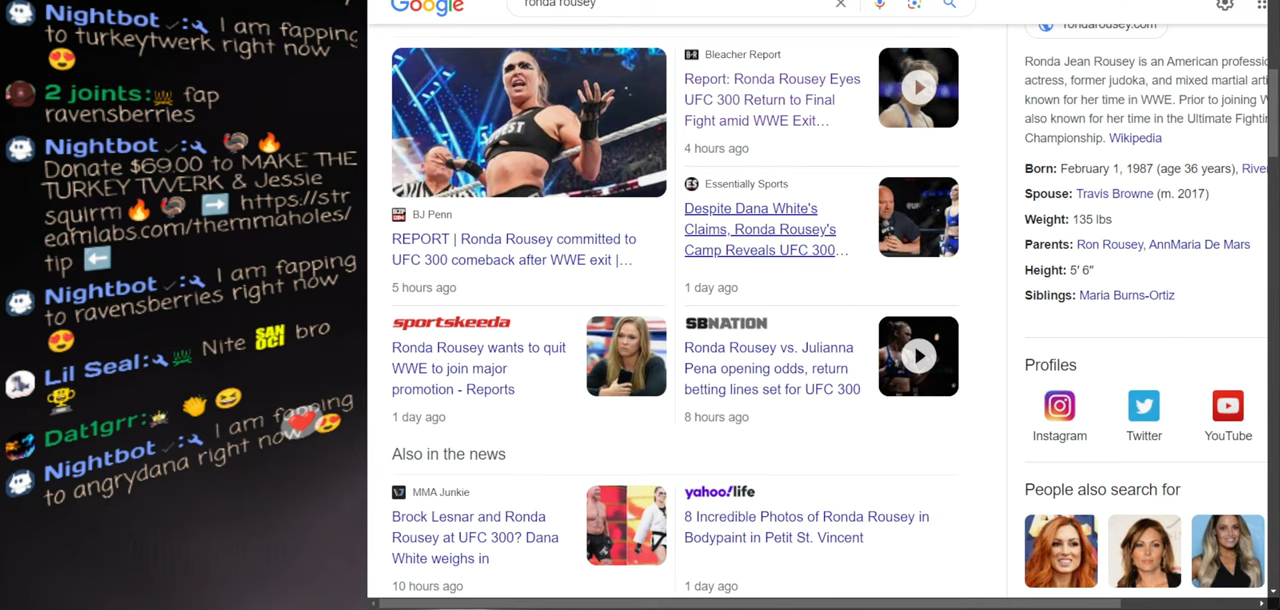 Nightbot : I am fapping
to turkeytwerk right now
2 joints: fap
ravensberries
Nightbot :
Donate $69.00 to MAKE THE
TURKEY TWERK & Jessie
squirm https://str
eamlabs.com/themmaholes/
tip
Nightbot : I am fapping
to ravensberries right now
Lil Seal: Nite SAN OCI bro
Dat1grr:
Nightbot : I am fapping
to angrydana right now
Google
ronda rousey
BJ Penn
REPORT | Ronda Rousey committed to
UFC 300 comeback after WWE exit |…
5 hours ago
B/R Bleacher Report
Report: Ronda Rousey Eyes
UFC 300 Return to Final
Fight amid WWE Exit…
4 hours ago
ES Essentially Sports
Despite Dana White's
Claims, Ronda Rousey's
Camp Reveals UFC 300…
1 day ago
sportskeeda
Ronda Rousey wants to quit
WWE to join major
promotion - Reports
1 day ago
SBNATION
Ronda Rousey vs. Julianna
Pena opening odds, return
betting lines set for UFC 300
8 hours ago
Also in the news
MMA Junkie
Brock Lesnar and Ronda
Rousey at UFC 300? Dana
White weighs in
10 hours ago
yahoo!life
8 Incredible Photos of Ronda Rousey in
Bodypaint in Petit St. Vincent
1 day ago
rondarousey.com
Ronda Jean Rousey is an American professio
actress, former judoka, and mixed martial arti
known for her time in WWE. Prior to joining W
also known for her time in the Ultimate Fightin
Championship. Wikipedia
Born: February 1, 1987 (age 36 years), River
Spouse: Travis Browne (m. 2017)
Weight: 135 lbs
Parents: Ron Rousey, AnnMaria De Mars
Height: 5′ 6″
Siblings: Maria Burns-Ortiz
Profiles
Instagram
Twitter
YouTube
People also search for